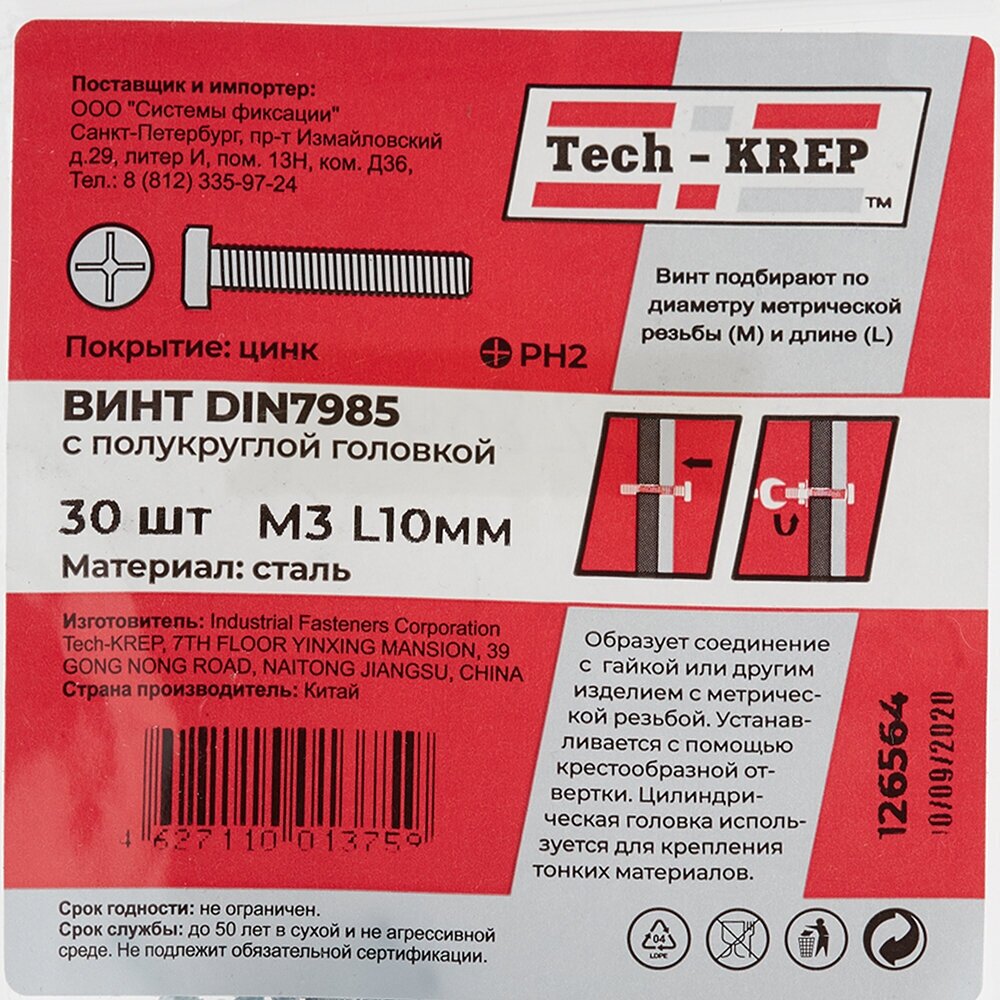 Поставщик и импортер:
ООО "Системы фиксации"
Санкт-Петербург, пр-т Измайловский
д.29, литер И, пом. 13Н, ком. Д36,
Тел.: 8 (812) 335-97-24
Tech - KREP
TM
Винт подбирают по
диаметру метрической
резьбы (М) и длине (L)
Покрытие: цинк
PH2
ВИНТ DIN7985
с полукруглой головкой
30 шт М3 L10мм
Материал: сталь
Изготовитель: Industrial Fasteners Corporation
Tech-KREP, 7TH FLOOR YINXING MANSION, 39
GONG NONG ROAD, NAITONG JIANGSU, CHINA
Страна производитель: Китай
4 627110 013759
Образует соединение
с гайкой или другим
изделием с метричес-
кой резьбой. Устанав-
ливается с помощью
крестообразной от-
вертки. Цилиндри-
ческая головка исполь-
зуется для крепления
тонких материалов.
126564
10/09/2020
Срок годности: не ограничен.
Срок службы: до 50 лет в сухой и не агрессивной
среде. Не подлежит обязательной сертификации.
04
LDPE